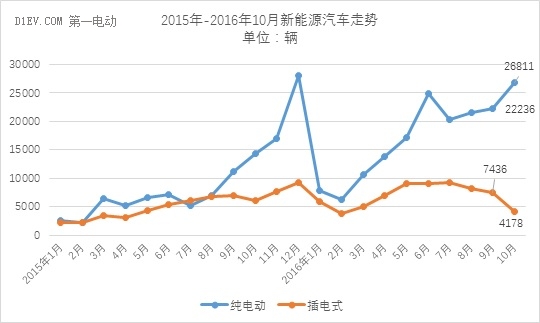 D1EV.COM 第一电动
2015年-2016年10月新能源汽车走势
单位：辆
30000
25000
20000
15000
10000
5000
0
26811
22236
7436
4178
2015年1月
2月
3月
4月
5月
6月
7月
8月
9月
10月
11月
12月
2016年1月
2月
3月
4月
5月
6月
7月
8月
9月
10月
纯电动
插电式